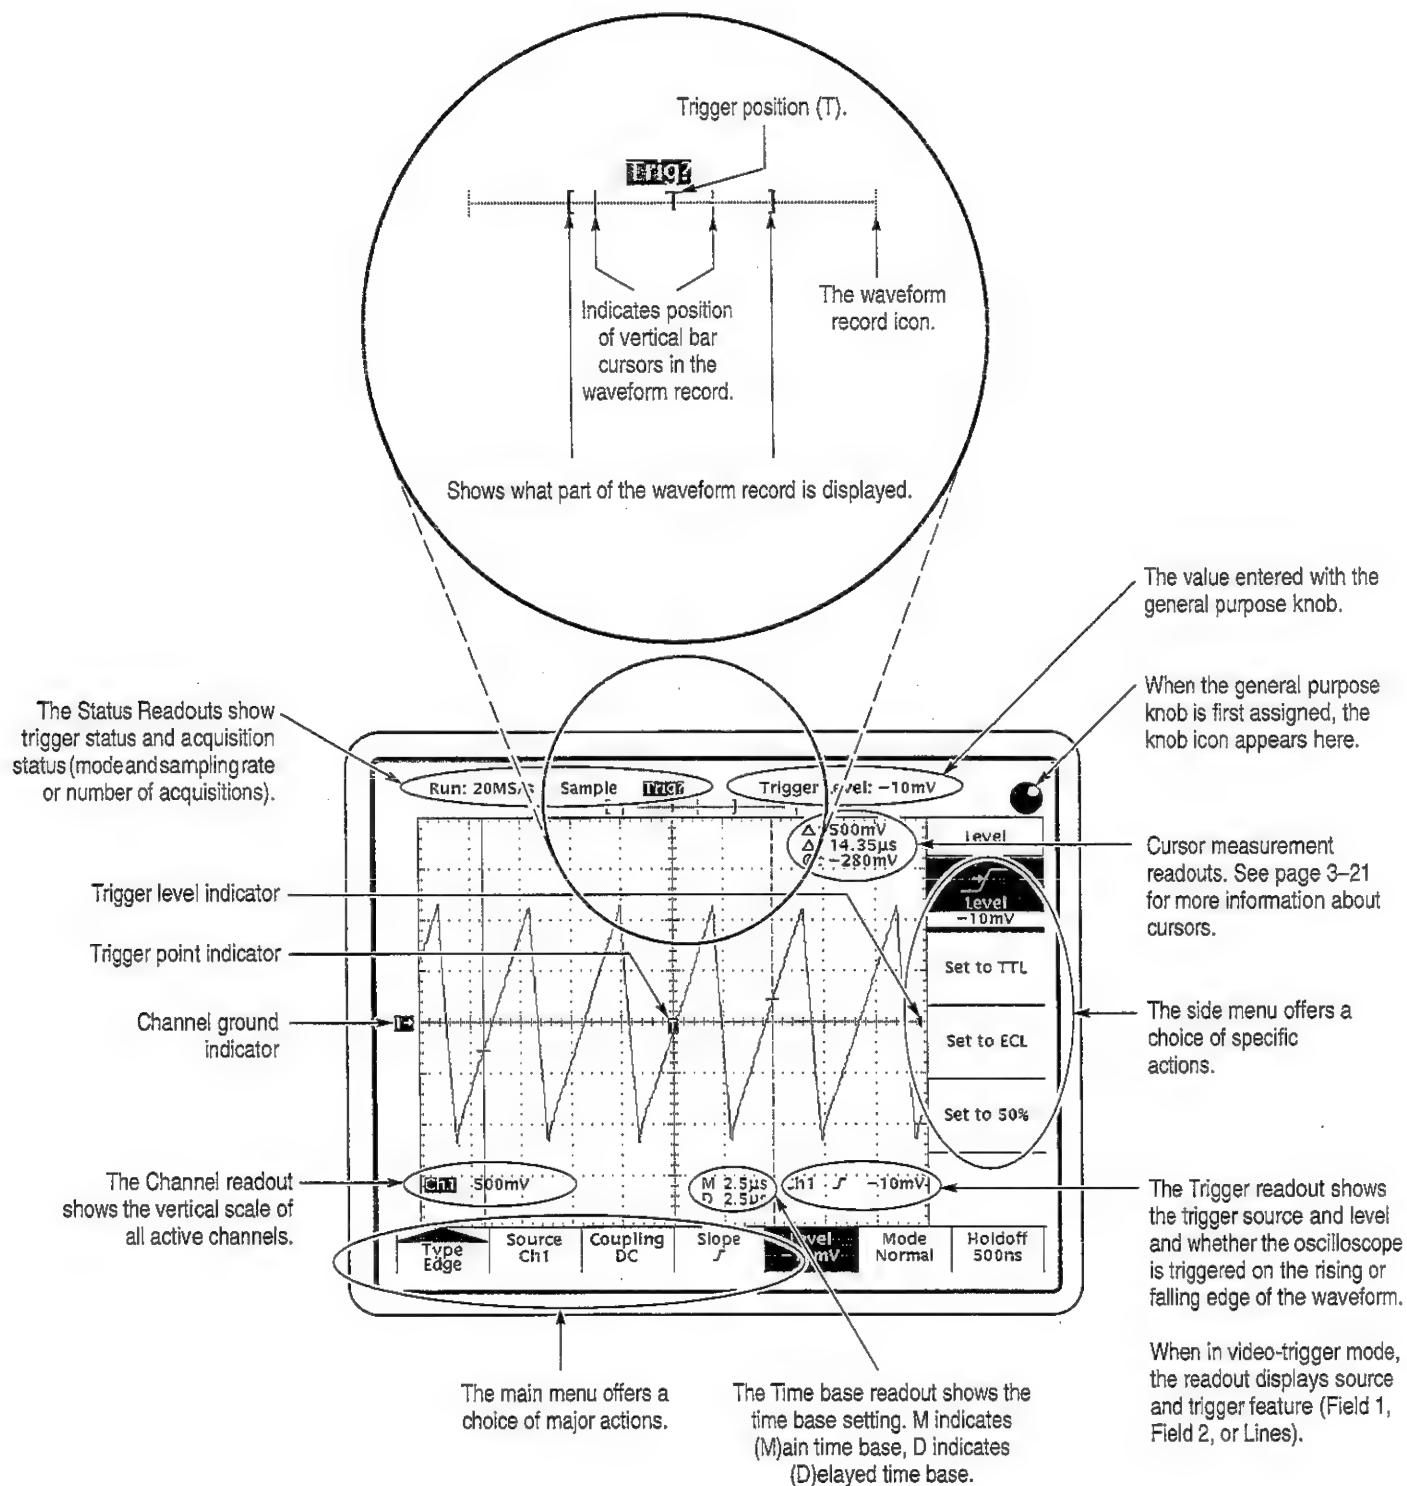 Trigger position (T).
Trig?
Indicates position
of vertical bar
cursors in the
waveform record.
The waveform
record icon.
Shows what part of the waveform record is displayed.
The value entered with the
general purpose knob.
When the general purpose
knob is first assigned, the
knob icon appears here.
The Status Readouts show
trigger status and acquisition
status (mode and sampling rate
or number of acquisitions).
Run: 20MS/s Sample Trig?
Trigger Level: −10mV
Δ: 500mV
Δ: 14.35µs
@: −280mV
Level
Level
−10mV
Set to TTL
Set to ECL
Set to 50%
Cursor measurement
readouts. See page 3–21
for more information about
cursors.
Trigger level indicator
Trigger point indicator
Channel ground
indicator
T
The side menu offers a
choice of specific
actions.
The Channel readout
shows the vertical scale of
all active channels.
Ch1 500mV
M 2.5µs
D 2.5µs
Ch1 −10mV
Type
Edge
Source
Ch1
Coupling
DC
Slope
Level
−10mV
Mode
Normal
Holdoff
500ns
The Trigger readout shows
the trigger source and level
and whether the oscilloscope
is triggered on the rising or
falling edge of the waveform.
When in video-trigger mode,
the readout displays source
and trigger feature (Field 1,
Field 2, or Lines).
The main menu offers a
choice of major actions.
The Time base readout shows the
time base setting. M indicates
(M)ain time base, D indicates
(D)elayed time base.